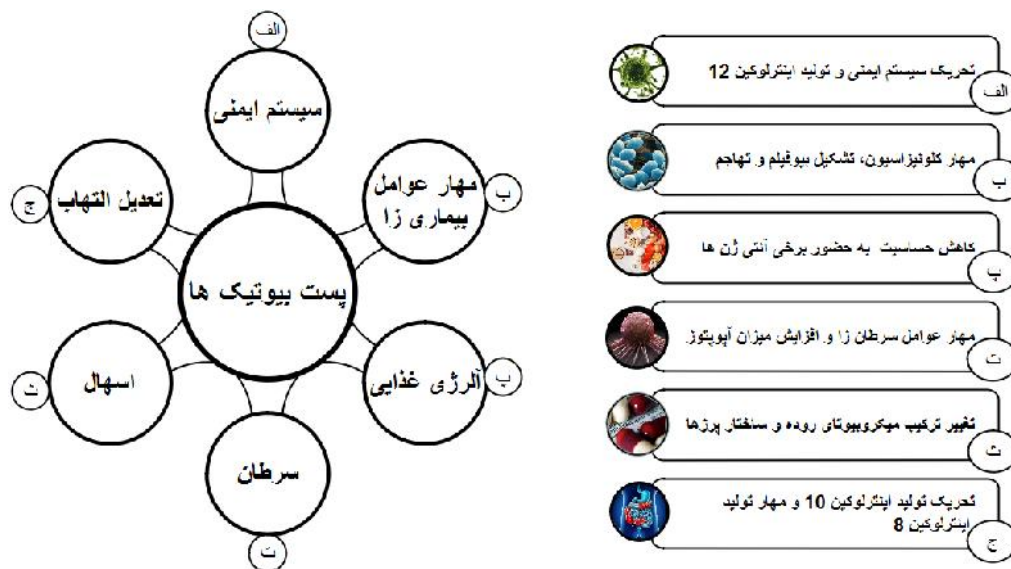 الف
سیستم ایمنی
ب
مهار عوامل
بیماری زا
پ
آلرژی غذایی
ت
سرطان
ث
اسهال
ج
تعدیل التهاب
پست بیوتیک ها
تحریک سیستم ایمنی و تولید اینترلوکین 12
الف
مهار کلونیزاسیون، تشکیل بیوفیلم و تهاجم
ب
کاهش حساسیت به حضور برخی آنتی ژن ها
پ
مهار عوامل سرطان زا و افزایش میزان آپوپتوز
ت
تغییر ترکیب میکروبیوتای روده و ساختار پرزها
ث
تحریک تولید اینترلوکین 10 و مهار تولید
اینترلوکین 8
ج